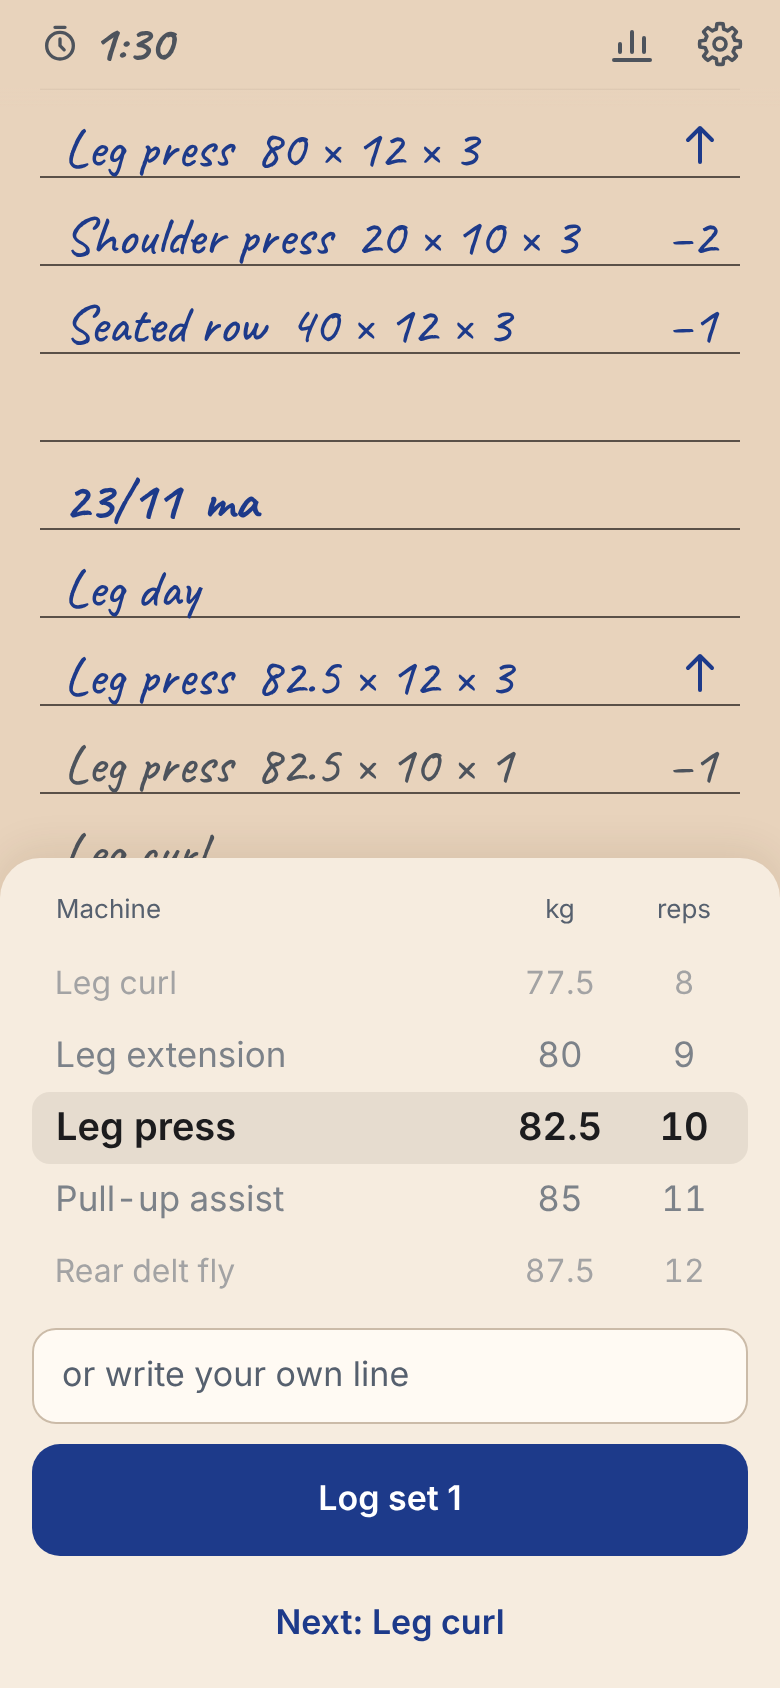 1:30
Leg press 80 × 12 × 3 ↑
Shoulder press 20 × 10 × 3 −2
Seated row 40 × 12 × 3 −1
23/11 ma
Leg day
Leg press 82.5 × 12 × 3 ↑
Leg press 82.5 × 10 × 1 −1
Leg curl
Machine kg reps
Leg curl 77.5 8
Leg extension 80 9
Leg press 82.5 10
Pull-up assist 85 11
Rear delt fly 87.5 12
or write your own line
Log set 1
Next: Leg curl